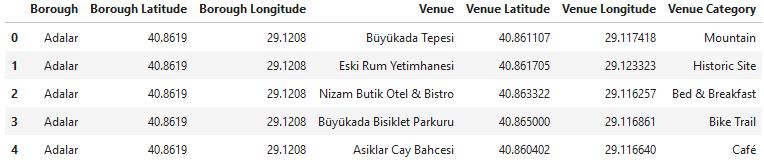 Borough Borough Latitude Borough Longitude Venue Venue Latitude Venue Longitude Venue Category
0 Adalar 40.8619 29.1208 Büyükada Tepesi 40.861107 29.117418 Mountain
1 Adalar 40.8619 29.1208 Eski Rum Yetimhanesi 40.861705 29.123323 Historic Site
2 Adalar 40.8619 29.1208 Nizam Butik Otel & Bistro 40.863322 29.116257 Bed & Breakfast
3 Adalar 40.8619 29.1208 Büyükada Bisiklet Parkuru 40.865000 29.116861 Bike Trail
4 Adalar 40.8619 29.1208 Asiklar Cay Bahcesi 40.860402 29.116640 Café